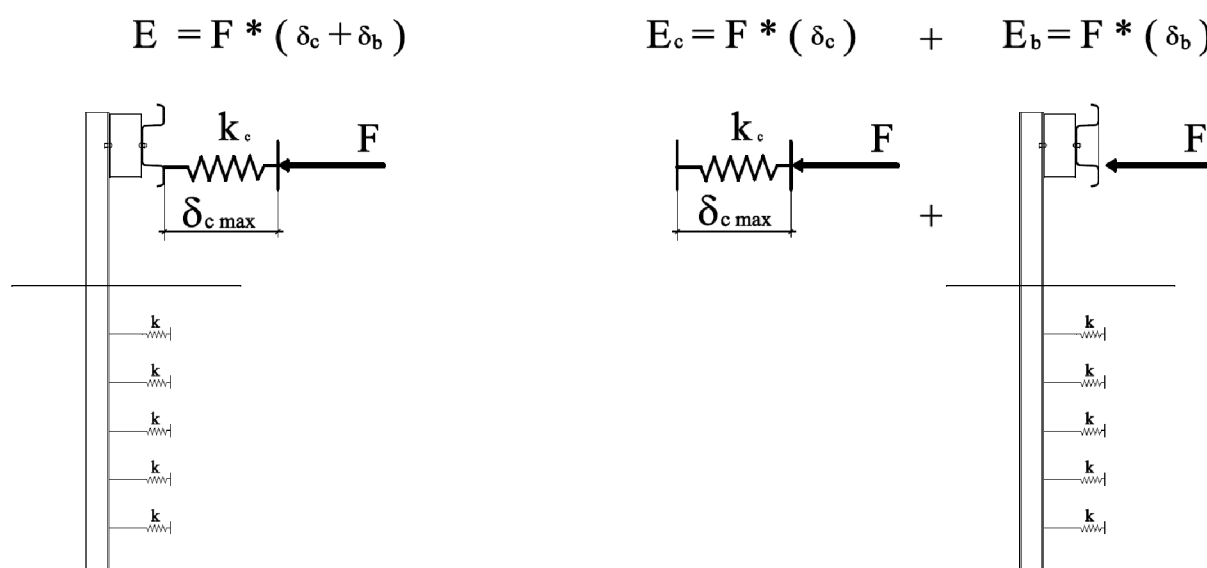 E = F * ( δc + δb )
Ec = F * ( δc ) + Eb = F * ( δb )
kc F
δc max
k
k
k
k
k
kc F
δc max
+
F
k
k
k
k
k